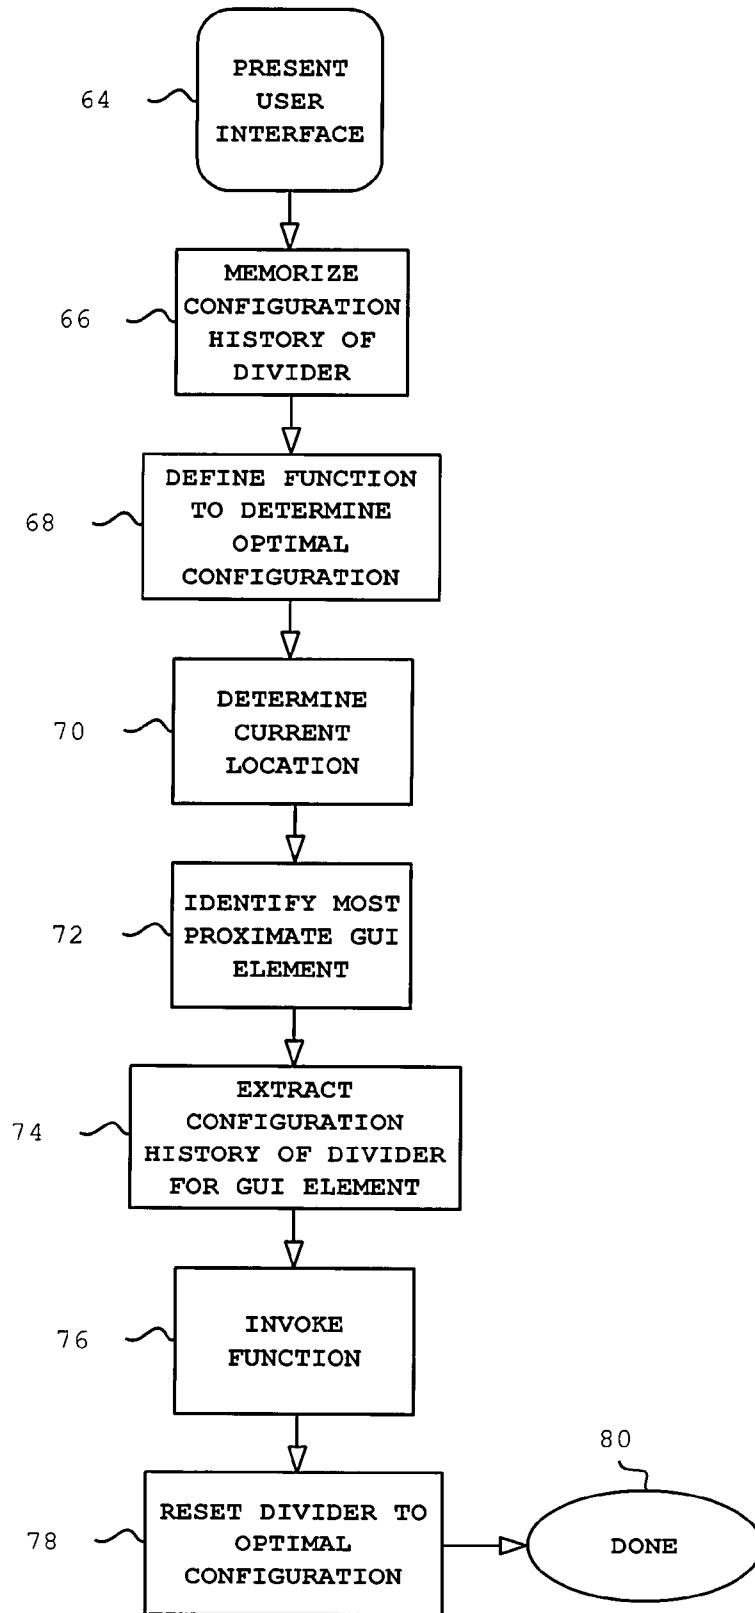 64
PRESENT
USER
INTERFACE
66
MEMORIZE
CONFIGURATION
HISTORY OF
DIVIDER
68
DEFINE FUNCTION
TO DETERMINE
OPTIMAL
CONFIGURATION
70
DETERMINE
CURRENT
LOCATION
72
IDENTIFY MOST
PROXIMATE GUI
ELEMENT
74
EXTRACT
CONFIGURATION
HISTORY OF DIVIDER
FOR GUI ELEMENT
76
INVOKE
FUNCTION
78
RESET DIVIDER TO
OPTIMAL
CONFIGURATION
80
DONE